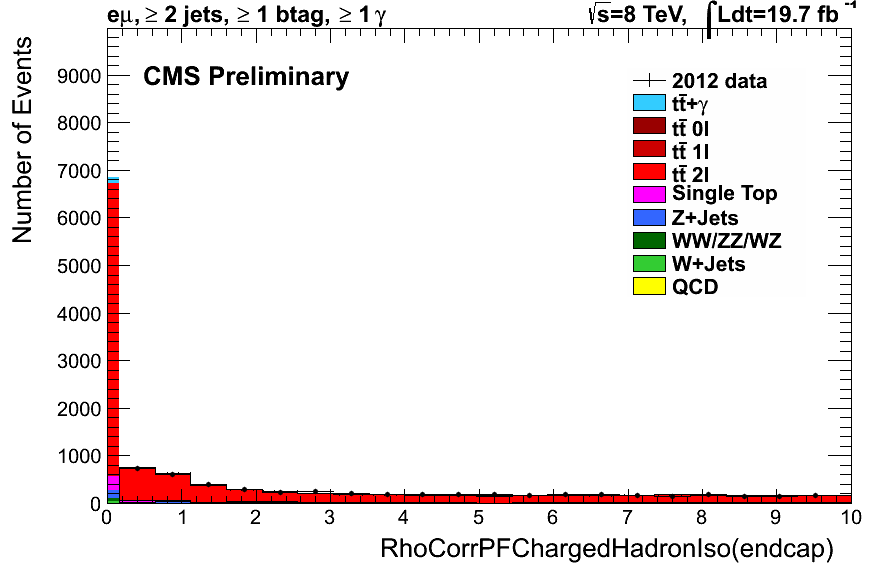 eμ, ≥ 2 jets, ≥ 1 btag, ≥ 1 γ √s=8 TeV, ∫Ldt=19.7 fb⁻¹
CMS Preliminary
2012 data
tt̄+γ
tt̄ 0l
tt̄ 1l
tt̄ 2l
Single Top
Z+Jets
WW/ZZ/WZ
W+Jets
QCD
Number of Events
9000
8000
7000
6000
5000
4000
3000
2000
1000
0
0 1 2 3 4 5 6 7 8 9 10
RhoCorrPFChargedHadronIso(endcap)